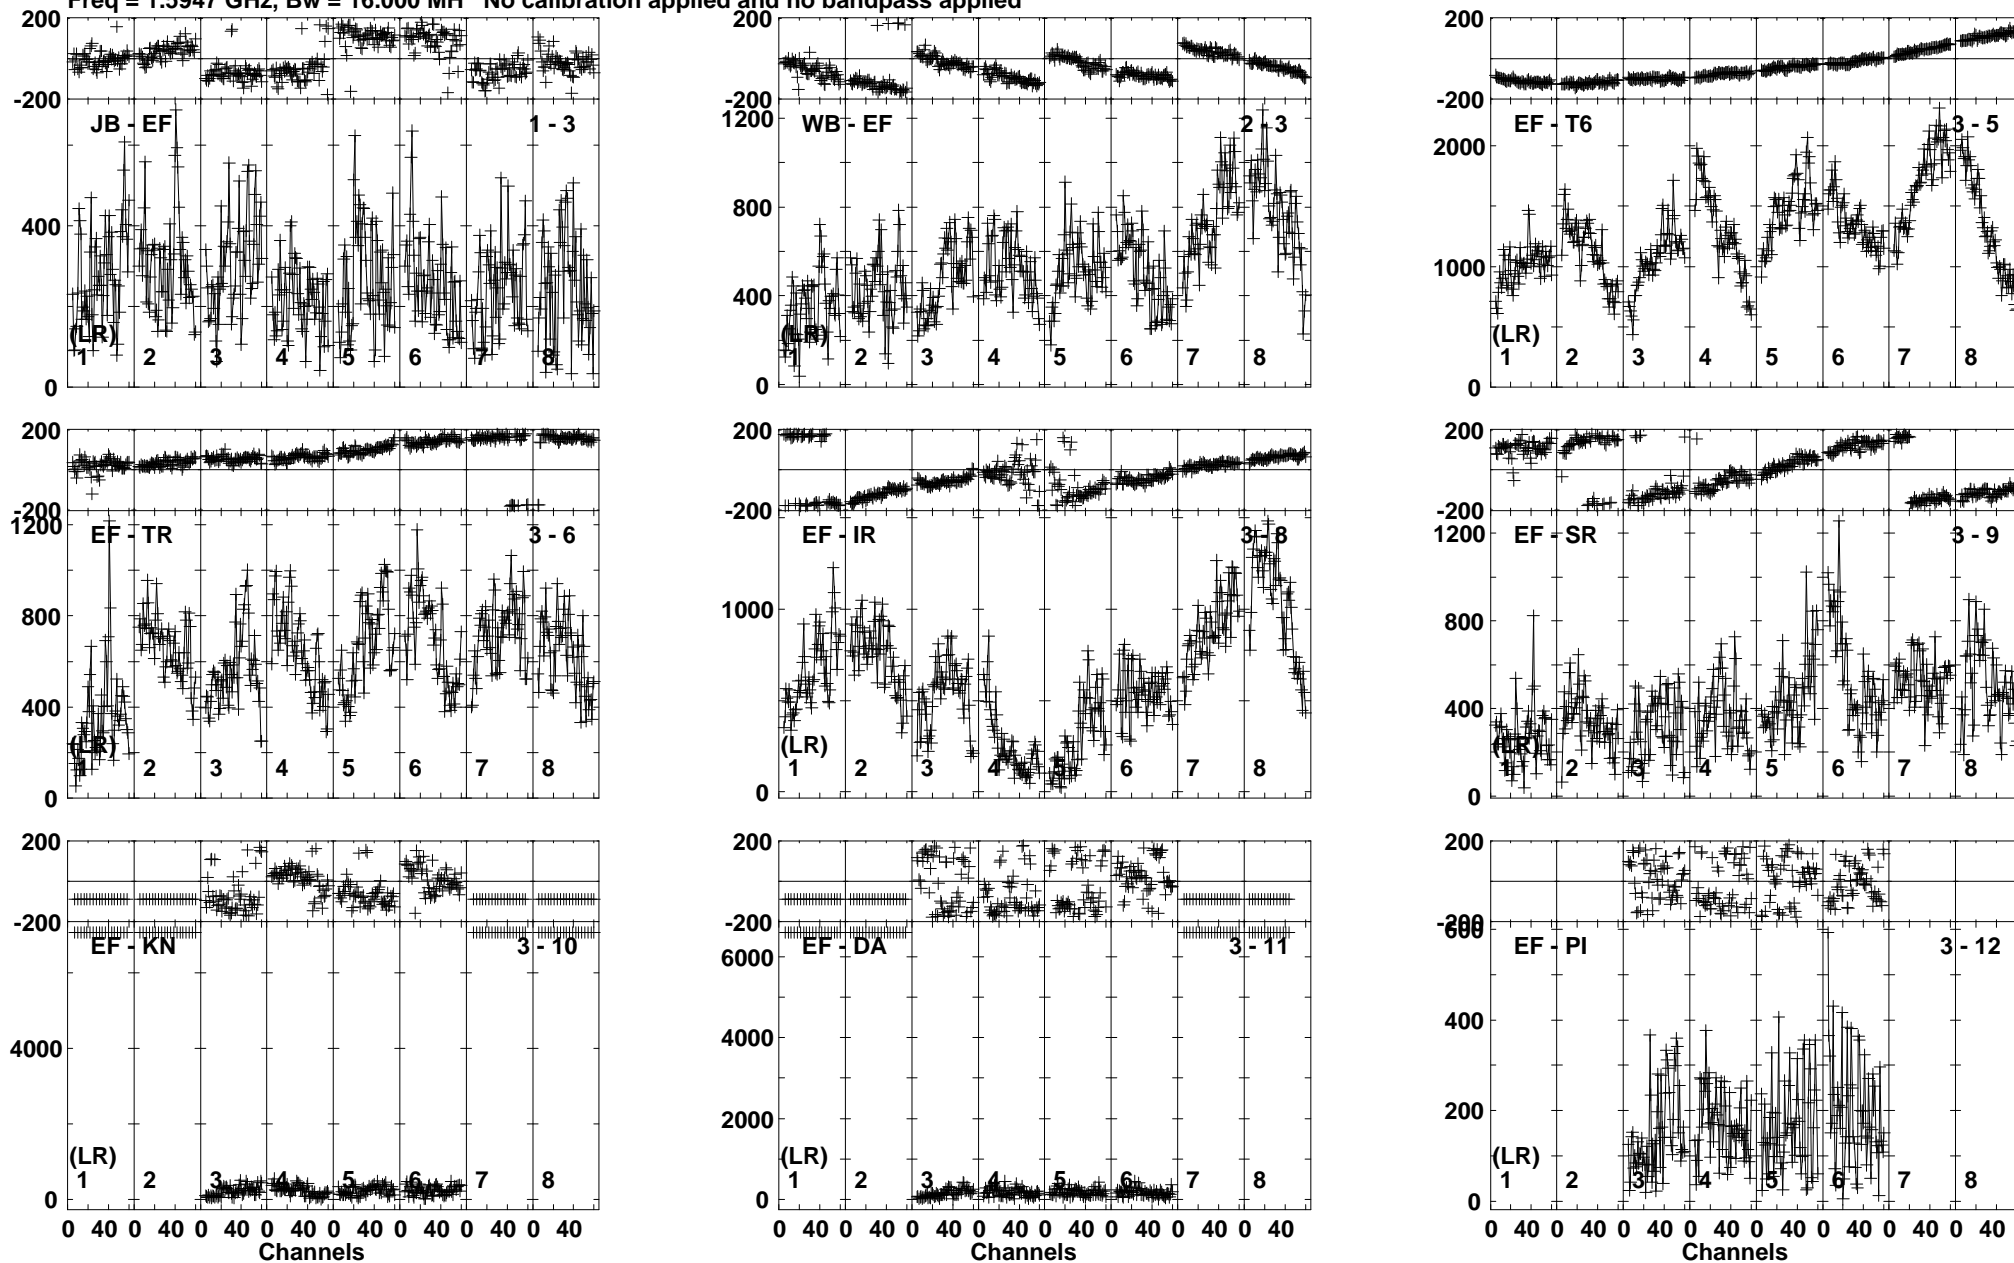 Freq = 1.5947 GHz, Bw = 16.000 MH No calibration applied and no bandpass applied
200
-200
JB - EF 1 - 3
400
(LR)
1 2 3 4 5 6 7 8
0
200
-200
1200
WB - EF 2 - 3
800
400
(LR)
1 2 3 4 5 6 7 8
0
200
-200
EF - T6 3 - 5
2000
1000
(LR)
1 2 3 4 5 6 7 8
0
200
-200
1200
EF - TR 3 - 6
800
400
(LR)
1 2 3 4 5 6 7 8
0
200
-200
EF - IR 3 - 8
1000
(LR)
1 2 3 4 5 6 7 8
0
200
-200
1200
EF - SR 3 - 9
800
400
(LR)
1 2 3 4 5 6 7 8
0
200
-200
EF - KN 3 - 10
4000
(LR)
1 2 3 4 5 6 7 8
0
0 40 0 40 0 40 0 40 0 40 0 40 0 40 0 40
Channels
200
-200
EF - DA 3 - 11
6000
4000
2000
(LR)
1 2 3 4 5 6 7 8
0
0 40 0 40 0 40 0 40 0 40 0 40 0 40 0 40
200
-200
600
EF - PI 3 - 12
400
200
(LR)
1 2 3 4 5 6 7 8
0
0 40 0 40 0 40 0 40 0 40 0 40 0 40 0 40
Channels